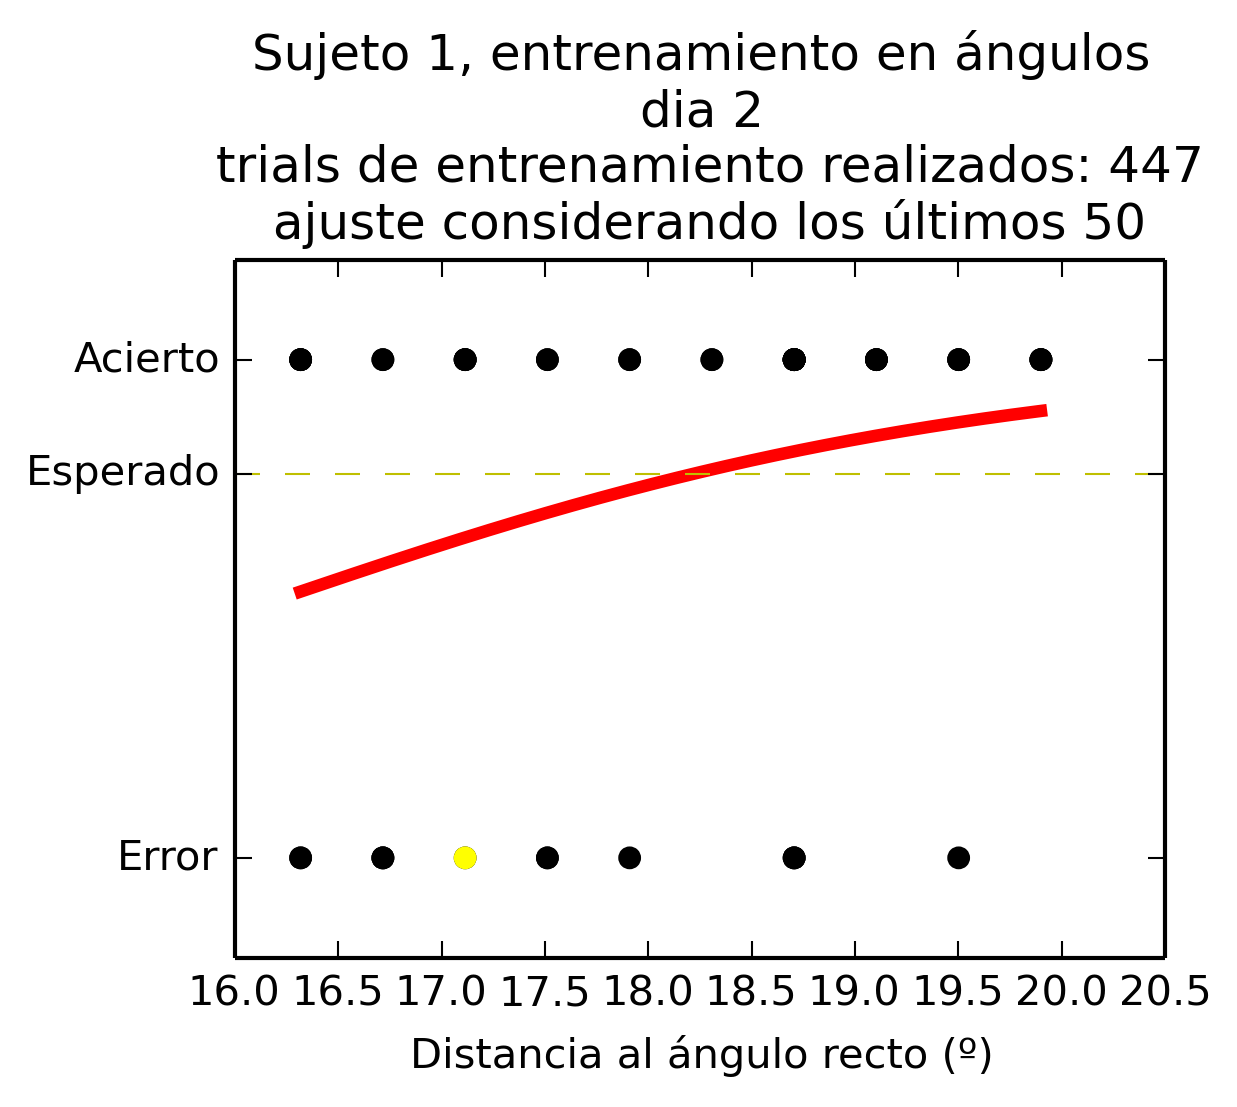 Sujeto 1, entrenamiento en ángulos
dia 2
trials de entrenamiento realizados: 447
ajuste considerando los últimos 50
Acierto
Esperado
Error
16.0 16.5 17.0 17.5 18.0 18.5 19.0 19.5 20.0 20.5
Distancia al ángulo recto (º)